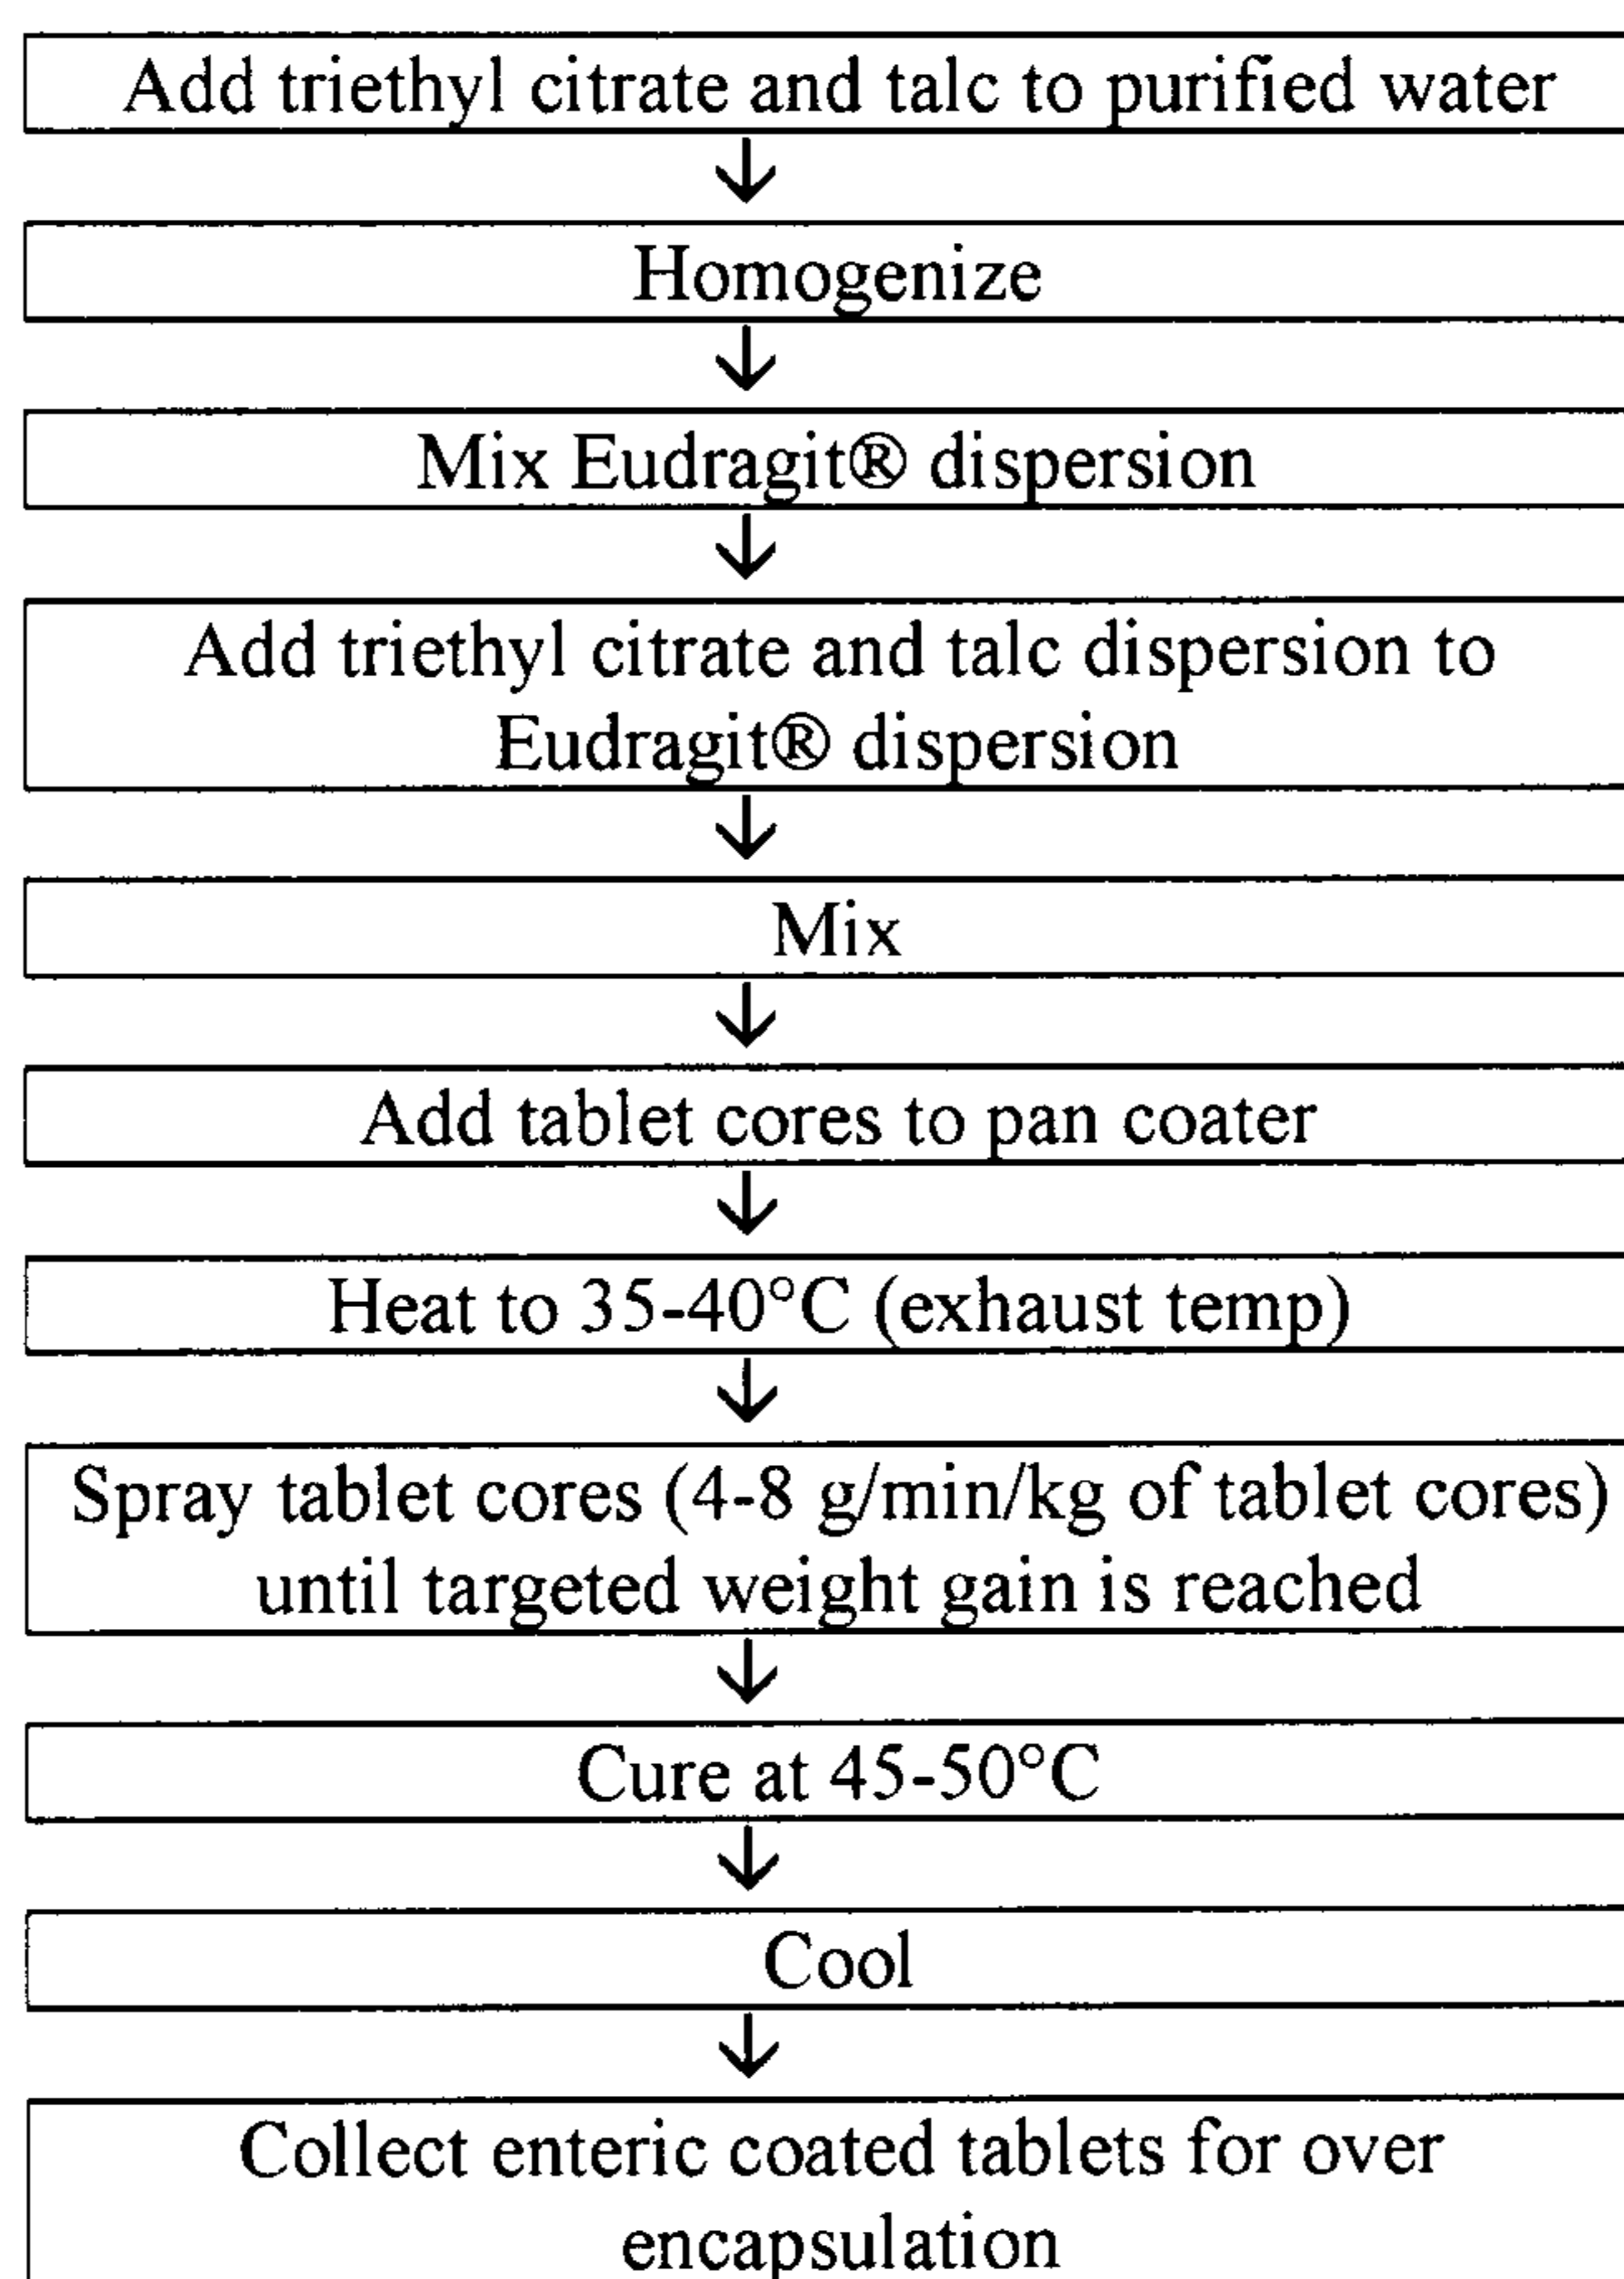 Add triethyl citrate and talc to purified water
Homogenize
Mix Eudragit® dispersion
Add triethyl citrate and talc dispersion to
Eudragit® dispersion
Mix
Add tablet cores to pan coater
Heat to 35-40°C (exhaust temp)
Spray tablet cores (4-8 g/min/kg of tablet cores)
until targeted weight gain is reached
Cure at 45-50°C
Cool
Collect enteric coated tablets for over
encapsulation